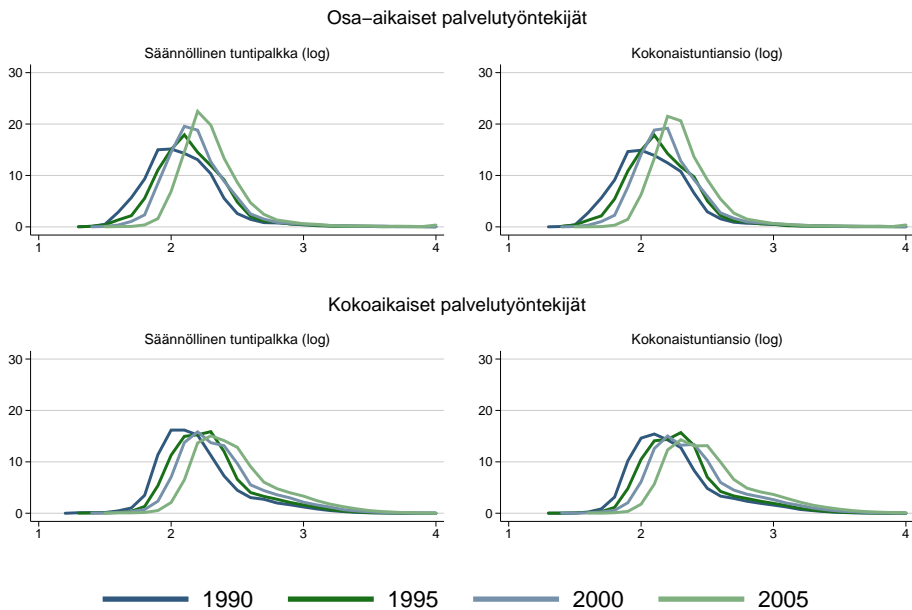 Osa−aikaiset palvelutyöntekijät
Säännöllinen tuntipalkka (log)
Kokonaistuntiansio (log)
30
20
10
0
1 2 3 4
30
20
10
0
1 2 3 4
Kokoaikaiset palvelutyöntekijät
Säännöllinen tuntipalkka (log)
Kokonaistuntiansio (log)
30
20
10
0
1 2 3 4
30
20
10
0
1 2 3 4
1990 1995 2000 2005